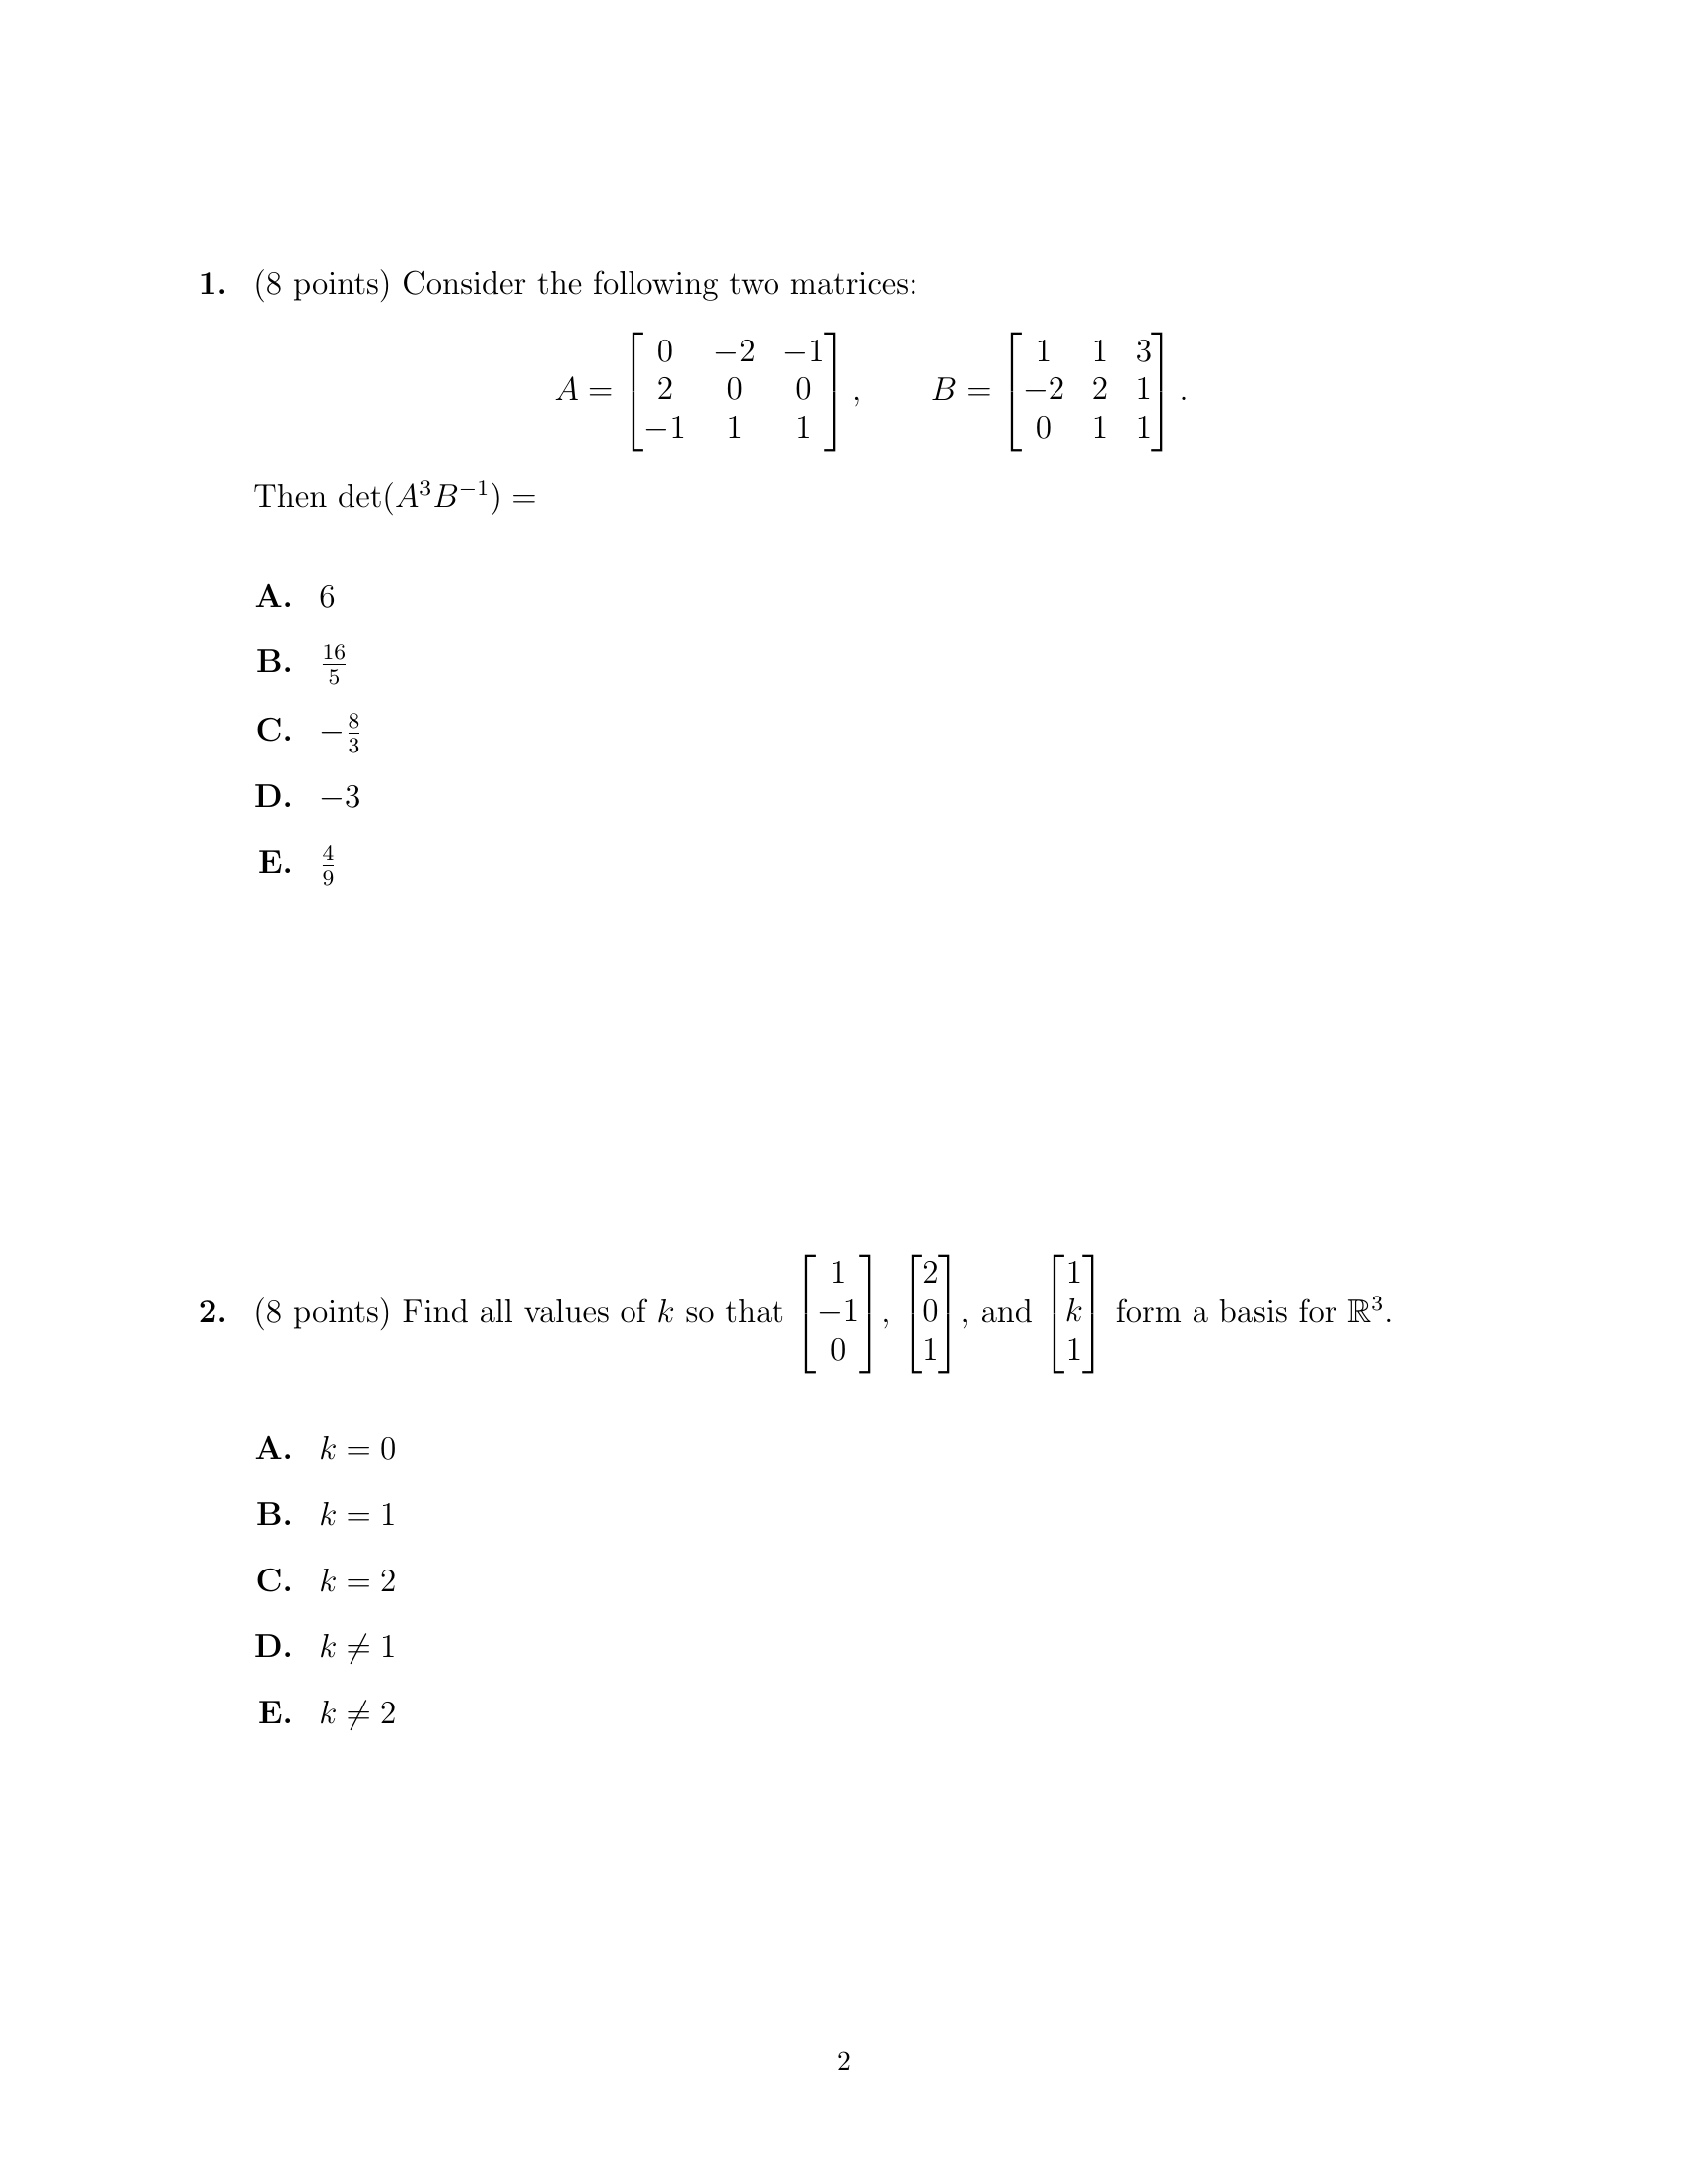 1. (8 points) Consider the following two matrices:
$A = \begin{bmatrix} 0 & -2 & -1 \\ 2 & 0 & 0 \\ -1 & 1 & 1 \end{bmatrix}, \qquad B = \begin{bmatrix} 1 & 1 & 3 \\ -2 & 2 & 1 \\ 0 & 1 & 1 \end{bmatrix}.$
Then $\det(A^3B^{-1}) =$
A. 6
B. $\frac{16}{5}$
C. $-\frac{8}{3}$
D. $-3$
E. $\frac{4}{9}$
2. (8 points) Find all values of $k$ so that $\begin{bmatrix} 1 \\ -1 \\ 0 \end{bmatrix}$, $\begin{bmatrix} 2 \\ 0 \\ 1 \end{bmatrix}$, and $\begin{bmatrix} 1 \\ k \\ 1 \end{bmatrix}$ form a basis for $\mathbb{R}^3$.
A. $k = 0$
B. $k = 1$
C. $k = 2$
D. $k \neq 1$
E. $k \neq 2$
2